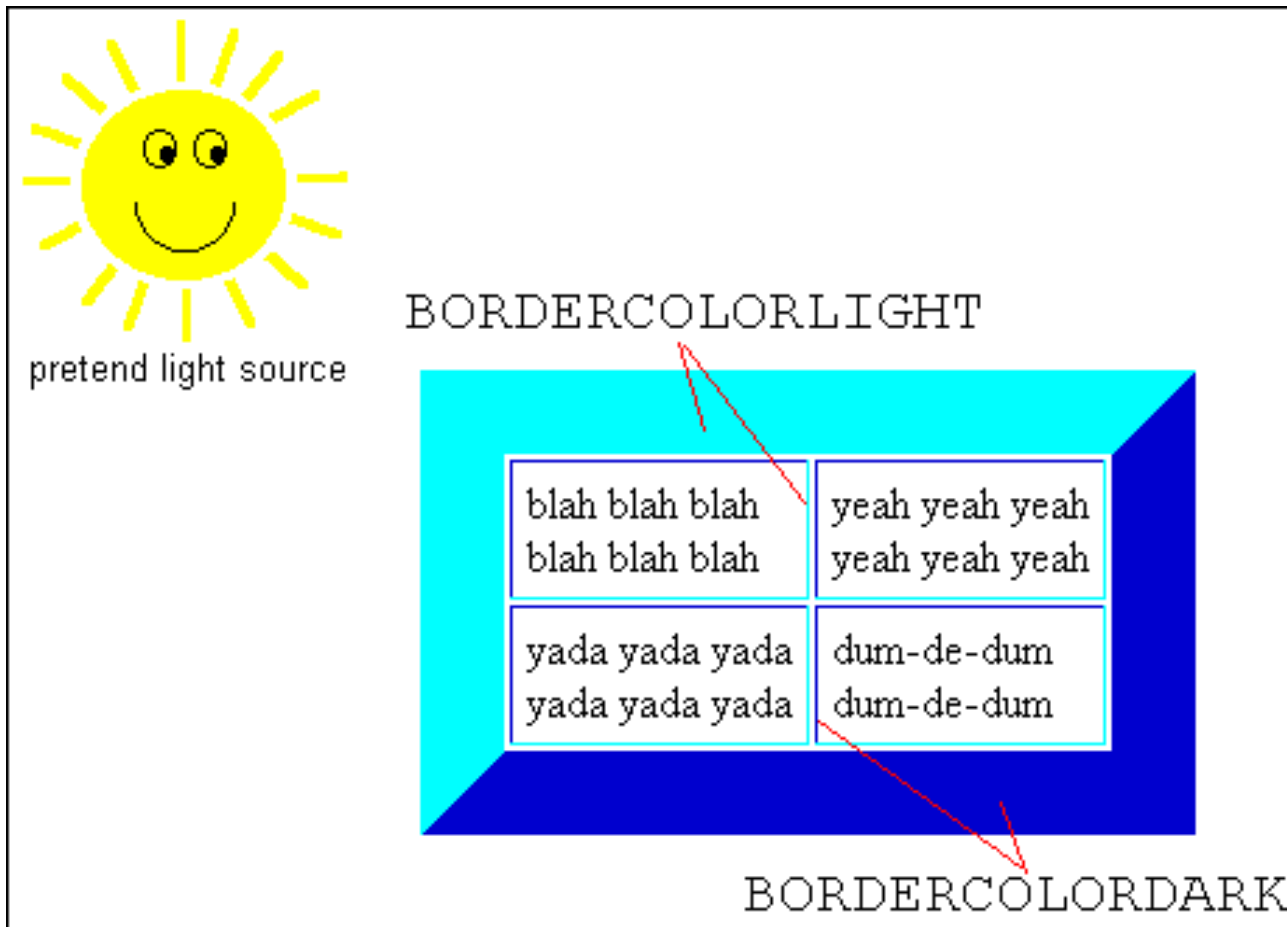 BORDERCOLORLIGHT
pretend light source
blah blah blah
blah blah blah
yeah yeah yeah
yeah yeah yeah
yada yada yada
yada yada yada
dum-de-dum
dum-de-dum
BORDERCOLORDARK